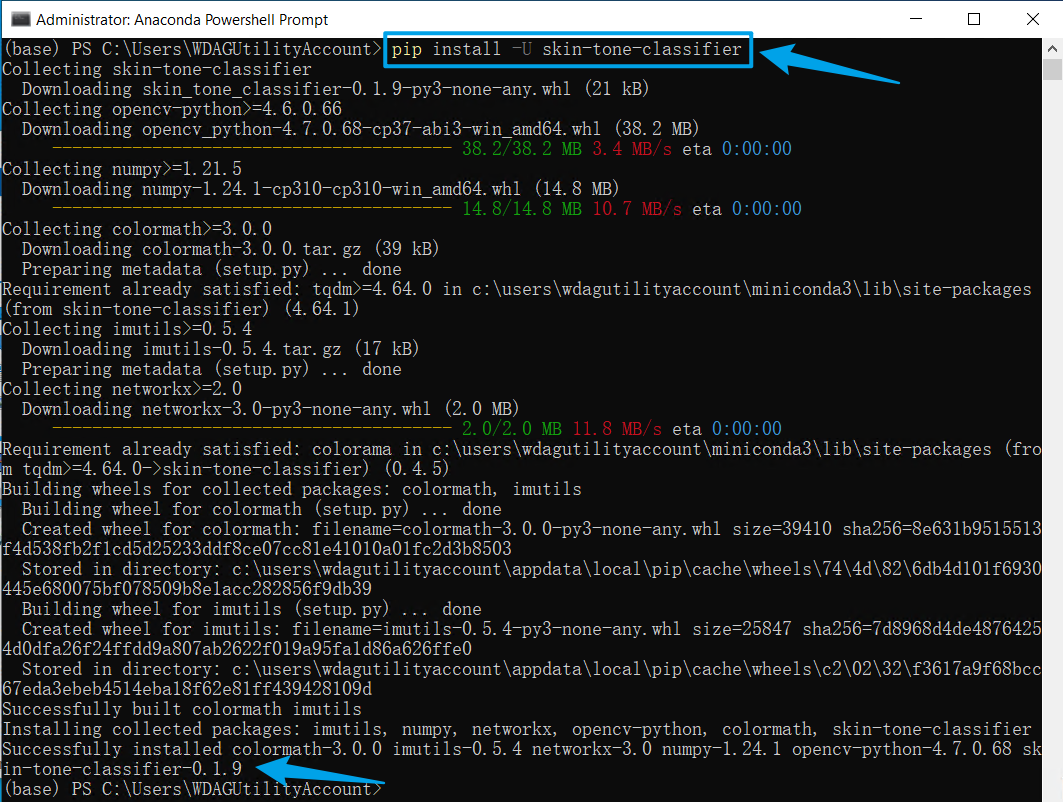 Administrator: Anaconda Powershell Prompt
(base) PS C:\Users\WDAGUtilityAccount> pip install -U skin-tone-classifier
Collecting skin-tone-classifier
  Downloading skin_tone_classifier-0.1.9-py3-none-any.whl (21 kB)
Collecting opencv-python>=4.6.0.66
  Downloading opencv_python-4.7.0.68-cp37-abi3-win_amd64.whl (38.2 MB)
     ---------------------------------------- 38.2/38.2 MB 3.4 MB/s eta 0:00:00
Collecting numpy>=1.21.5
  Downloading numpy-1.24.1-cp310-cp310-win_amd64.whl (14.8 MB)
     ---------------------------------------- 14.8/14.8 MB 10.7 MB/s eta 0:00:00
Collecting colormath>=3.0.0
  Downloading colormath-3.0.0.tar.gz (39 kB)
  Preparing metadata (setup.py) ... done
Requirement already satisfied: tqdm>=4.64.0 in c:\users\wdagutilityaccount\miniconda3\lib\site-packages
(from skin-tone-classifier) (4.64.1)
Collecting imutils>=0.5.4
  Downloading imutils-0.5.4.tar.gz (17 kB)
  Preparing metadata (setup.py) ... done
Collecting networkx>=2.0
  Downloading networkx-3.0-py3-none-any.whl (2.0 MB)
     ---------------------------------------- 2.0/2.0 MB 11.8 MB/s eta 0:00:00
Requirement already satisfied: colorama in c:\users\wdagutilityaccount\miniconda3\lib\site-packages (fro
m tqdm>=4.64.0->skin-tone-classifier) (0.4.5)
Building wheels for collected packages: colormath, imutils
  Building wheel for colormath (setup.py) ... done
  Created wheel for colormath: filename=colormath-3.0.0-py3-none-any.whl size=39410 sha256=8e631b9515513
f4d538fb2f1cd5d25233ddf8ce07cc81e41010a01fc2d3b8503
  Stored in directory: c:\users\wdagutilityaccount\appdata\local\pip\cache\wheels\74\4d\82\6db4d101f6930
445e680075bf078509b8e1acc282856f9db39
  Building wheel for imutils (setup.py) ... done
  Created wheel for imutils: filename=imutils-0.5.4-py3-none-any.whl size=25847 sha256=7d8968d4de4876425
4d0dfa26f24ffdd9a807ab2622f019a95fa1d86a626ffe0
  Stored in directory: c:\users\wdagutilityaccount\appdata\local\pip\cache\wheels\c2\02\32\f3617a9f68bcc
67eda3ebeb4514eba18f62e81ff439428109d
Successfully built colormath imutils
Installing collected packages: imutils, numpy, networkx, opencv-python, colormath, skin-tone-classifier
Successfully installed colormath-3.0.0 imutils-0.5.4 networkx-3.0 numpy-1.24.1 opencv-python-4.7.0.68 sk
in-tone-classifier-0.1.9
(base) PS C:\Users\WDAGUtilityAccount>